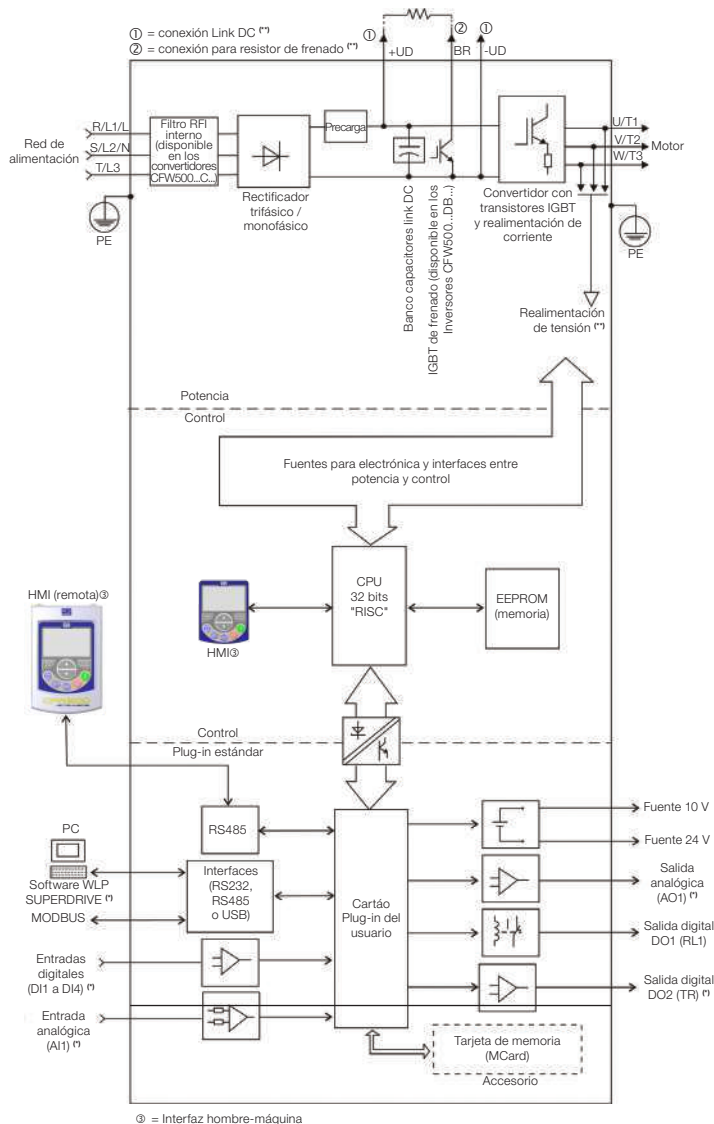 ① = conexión Link DC (**)
② = conexión para resistor de frenado (**)
① +UD
② BR
① -UD
Red de
alimentación
R/L1/L
S/L2/N
T/L3
PE
Filtro RFI
interno
(disponible
en los
convertidores
CFW500...C...)
Rectificador
trifásico /
monofásico
Precarga
Banco capacitores link DC
IGBT de frenado (disponible en los
Inversores CFW500...DB...)
Convertidor con
transistores IGBT
y realimentación de
corriente
U/T1
V/T2
W/T3
Motor
PE
Realimentación
de tensión (**)
Potencia
Control
Fuentes para electrónica y interfaces entre
potencia y control
HMI (remota)③
HMI③
CPU
32 bits
"RISC"
EEPROM
(memoria)
Control
Plug-in estándar
PC
Software WLP
SUPERDRIVE (*)
MODBUS
RS485
Interfaces
(RS232,
RS485
o USB)
Entradas
digitales
(DI1 a DI4) (*)
Entrada
analógica
(AI1) (*)
Cartáo
Plug-in del
usuario
Fuente 10 V
Fuente 24 V
Salida
analógica
(AO1) (*)
Salida digital
DO1 (RL1)
Salida digital
DO2 (TR) (*)
Tarjeta de memoria
(MCard)
Accesorio
③ = Interfaz hombre-máquina